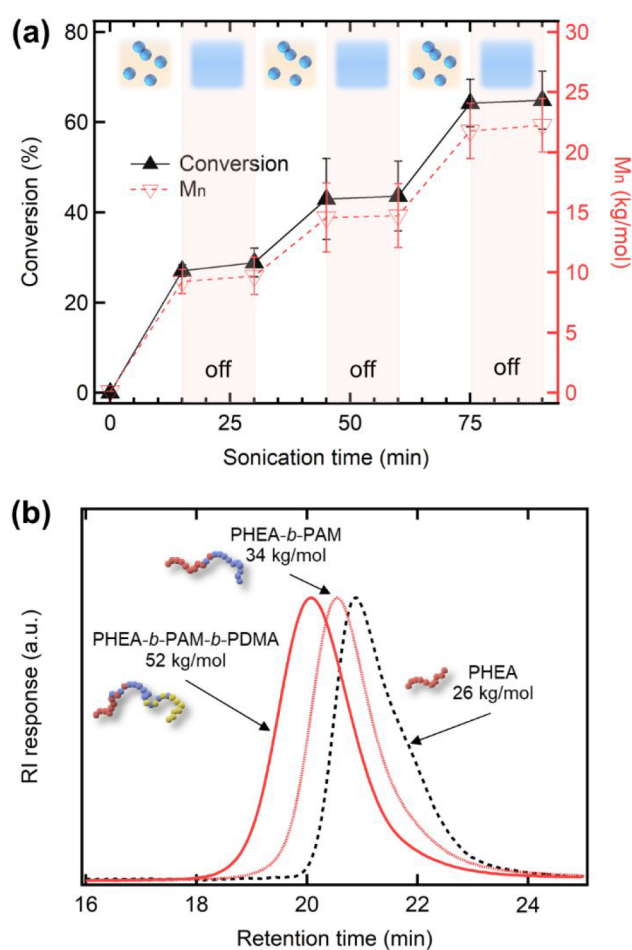 (a)
80
60
40
20
0
Conversion (%)
Conversion
Mn
off
off
off
30
25
20
15
10
5
0
Mn (kg/mol)
0
25
50
75
Sonication time (min)
(b)
PHEA-b-PAM
34 kg/mol
PHEA-b-PAM-b-PDMA
52 kg/mol
PHEA
26 kg/mol
RI response (a.u.)
16
18
20
22
24
Retention time (min)